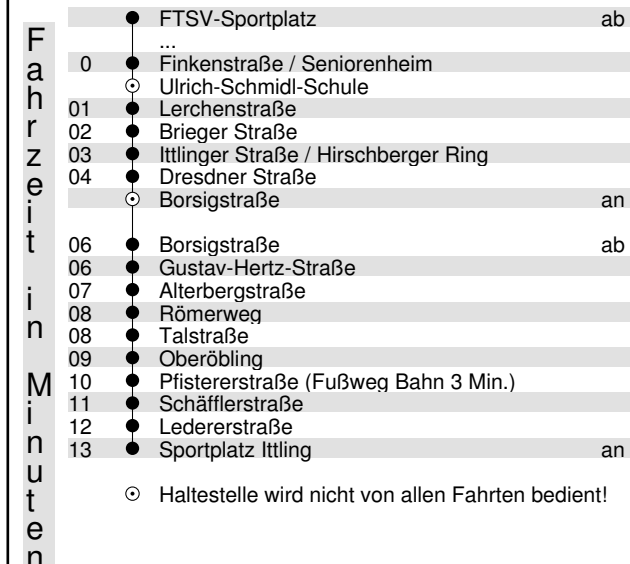 Fahrzeit in Minuten
FTSV-Sportplatz ab
...
0 Finkenstraße / Seniorenheim
Ulrich-Schmidl-Schule
01 Lerchenstraße
02 Brieger Straße
03 Ittlinger Straße / Hirschberger Ring
04 Dresdner Straße
Borsigstraße an
06 Borsigstraße ab
06 Gustav-Hertz-Straße
07 Alterbergstraße
08 Römerweg
08 Talstraße
09 Oberöbling
10 Pfistererstraße (Fußweg Bahn 3 Min.)
11 Schäfflerstraße
12 Ledererstraße
13 Sportplatz Ittling an
Haltestelle wird nicht von allen Fahrten bedient!